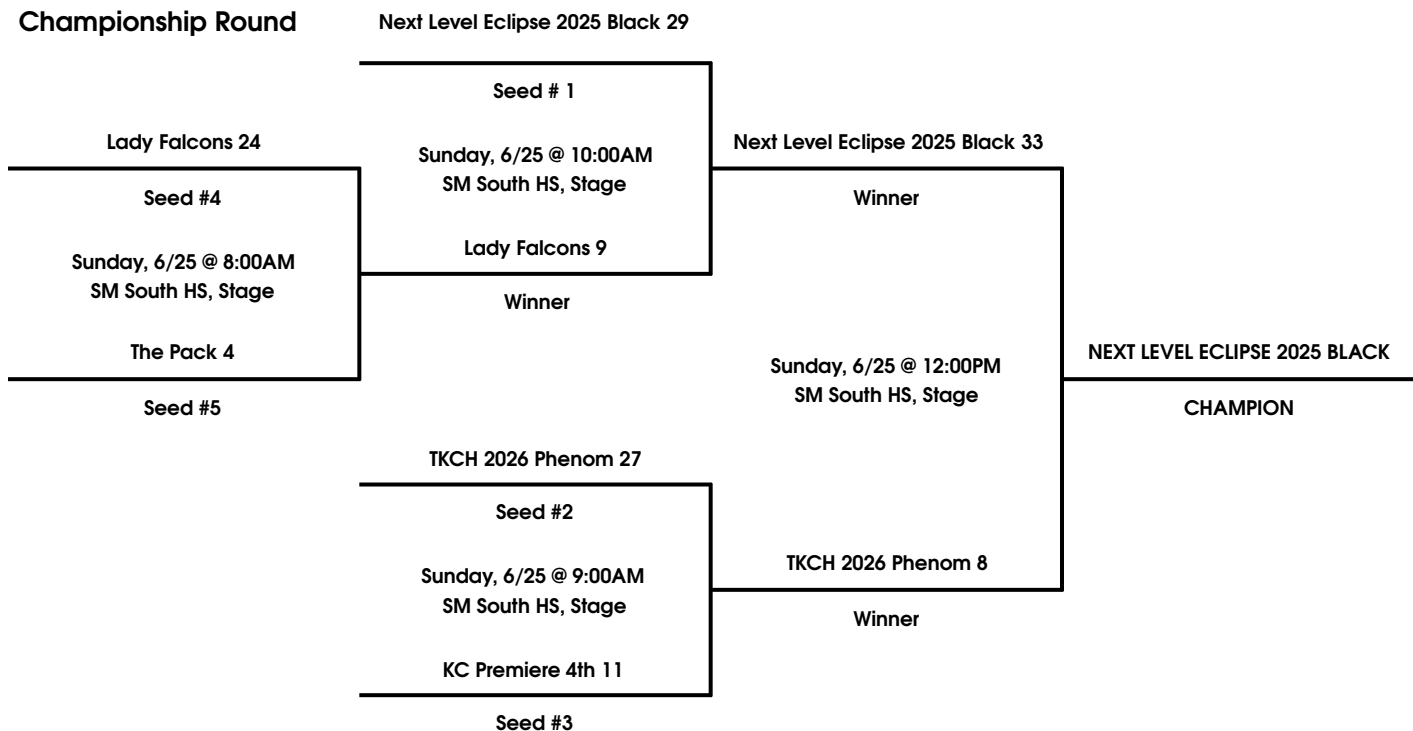 Championship Round
Next Level Eclipse 2025 Black 29
Seed # 1
Lady Falcons 24
Sunday, 6/25 @ 10:00AM
SM South HS, Stage
Next Level Eclipse 2025 Black 33
Seed #4
Winner
Lady Falcons 9
Sunday, 6/25 @ 8:00AM
SM South HS, Stage
Winner
The Pack 4
Seed #5
Sunday, 6/25 @ 12:00PM
SM South HS, Stage
NEXT LEVEL ECLIPSE 2025 BLACK
CHAMPION
TKCH 2026 Phenom 27
Seed #2
Sunday, 6/25 @ 9:00AM
SM South HS, Stage
TKCH 2026 Phenom 8
Winner
KC Premiere 4th 11
Seed #3